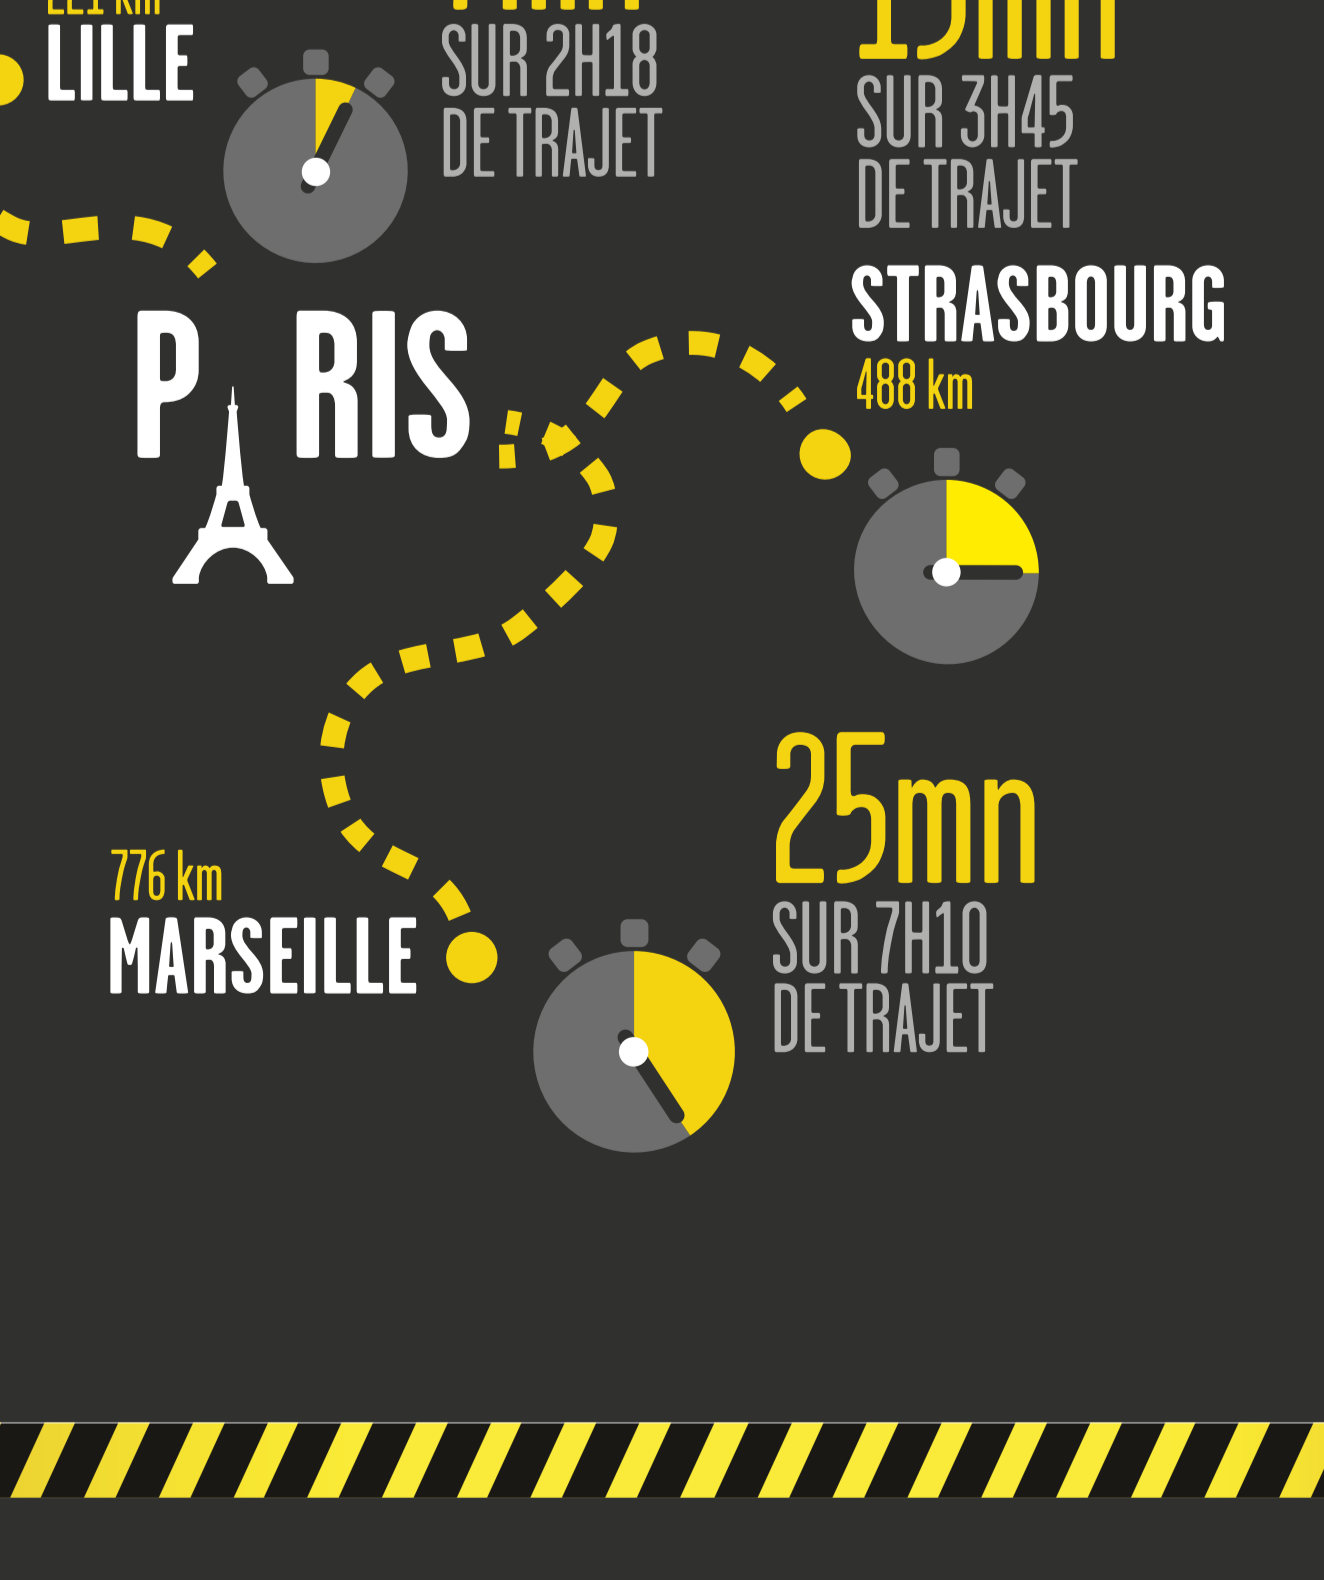 LILLE
SUR 2H18
DE TRAJET
SUR 3H45
DE TRAJET
STRASBOURG
488 km
PARIS
776 km
MARSEILLE
25mn
SUR 7H10
DE TRAJET